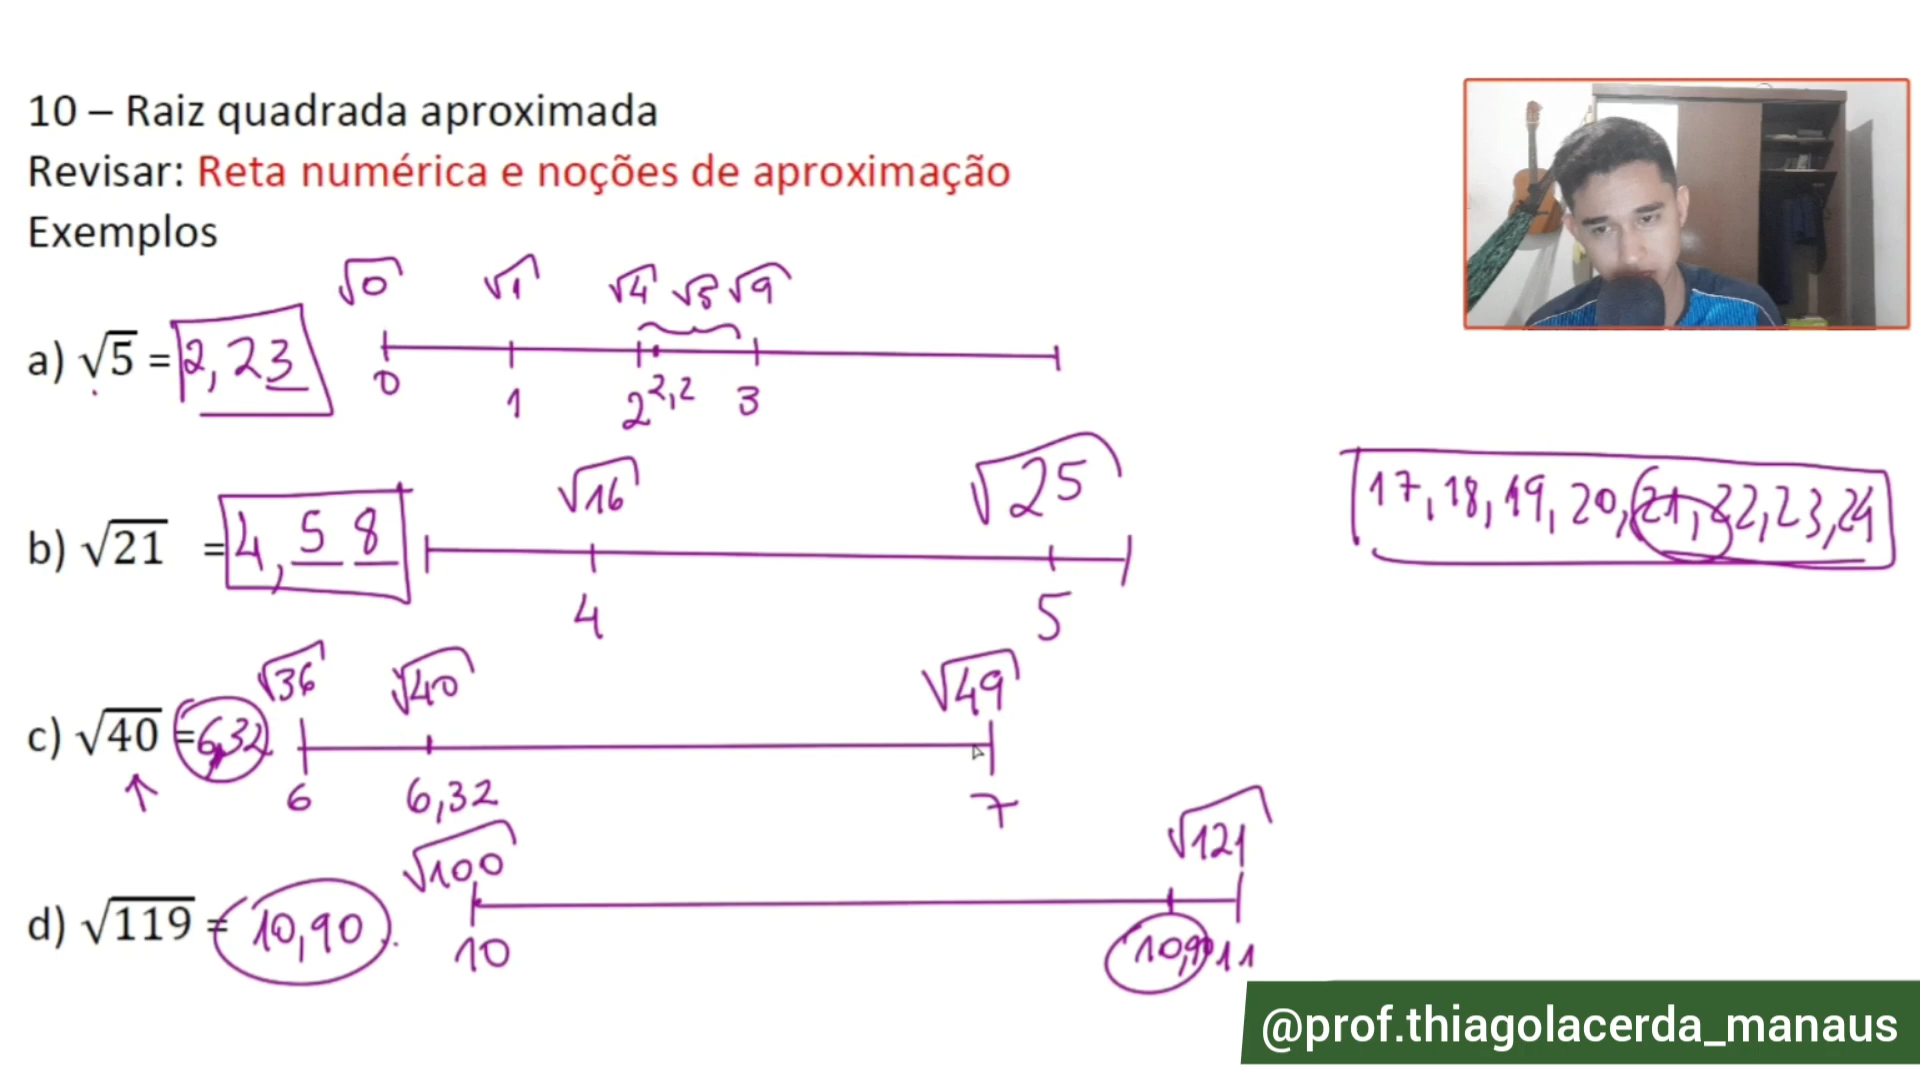 10 – Raiz quadrada aproximada
Revisar: Reta numérica e noções de aproximação
Exemplos
√0 √1 √4 √5 √9
a) √5 = 2,23
0 1 2 2,2 3
√16 √25
b) √21 = 4,58
4 5
17, 18, 19, 20, 21, 22, 23, 24
√36 √40 √49
c) √40 = 6,32
6 6,32 7
√100 √121
d) √119 = 10,90
10 10,9 11
@prof.thiagolacerda_manaus